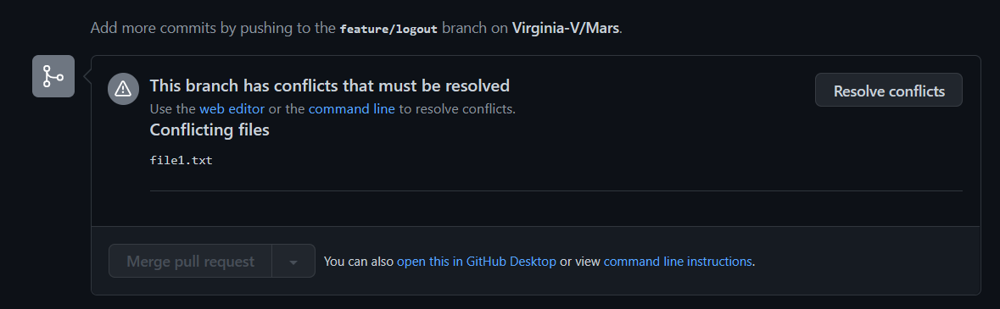 Add more commits by pushing to the feature/logout branch on Virginia-V/Mars.
This branch has conflicts that must be resolved
Resolve conflicts
Use the web editor or the command line to resolve conflicts.
Conflicting files
file1.txt
Merge pull request
You can also open this in GitHub Desktop or view command line instructions.